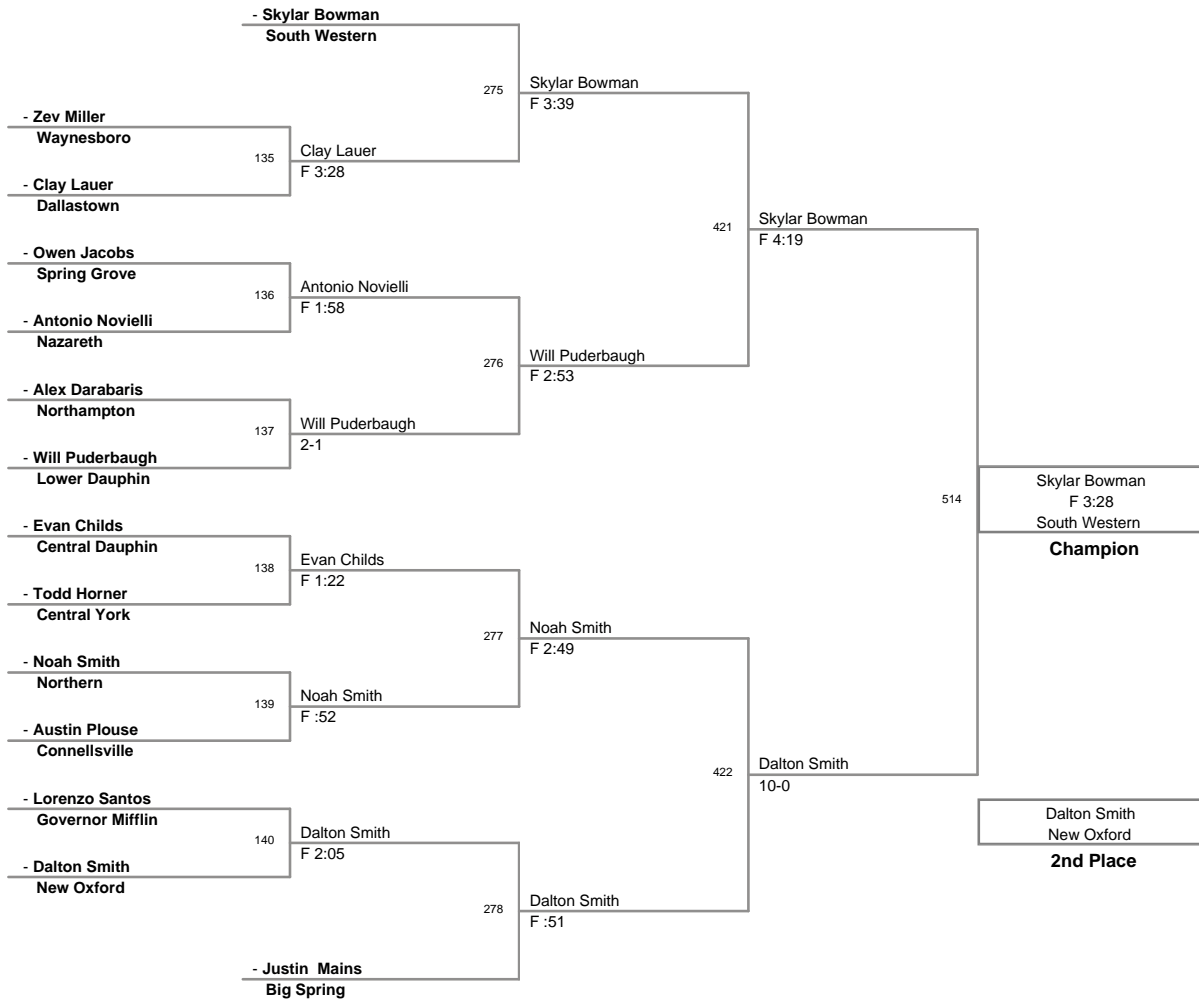 - Skylar Bowman
South Western
- Zev Miller
Waynesboro
135
- Clay Lauer
Dallastown
Clay Lauer
F 3:28
275
Skylar Bowman
F 3:39
- Owen Jacobs
Spring Grove
136
- Antonio Novielli
Nazareth
Antonio Novielli
F 1:58
- Alex Darabaris
Northampton
137
- Will Puderbaugh
Lower Dauphin
Will Puderbaugh
2-1
276
Will Puderbaugh
F 2:53
421
Skylar Bowman
F 4:19
- Evan Childs
Central Dauphin
138
- Todd Horner
Central York
Evan Childs
F 1:22
- Noah Smith
Northern
139
- Austin Plouse
Connellsville
Noah Smith
F :52
277
Noah Smith
F 2:49
- Lorenzo Santos
Governor Mifflin
140
- Dalton Smith
New Oxford
Dalton Smith
F 2:05
278
- Justin Mains
Big Spring
Dalton Smith
F :51
422
Dalton Smith
10-0
514
Skylar Bowman
F 3:28
South Western
Champion
Dalton Smith
New Oxford
2nd Place